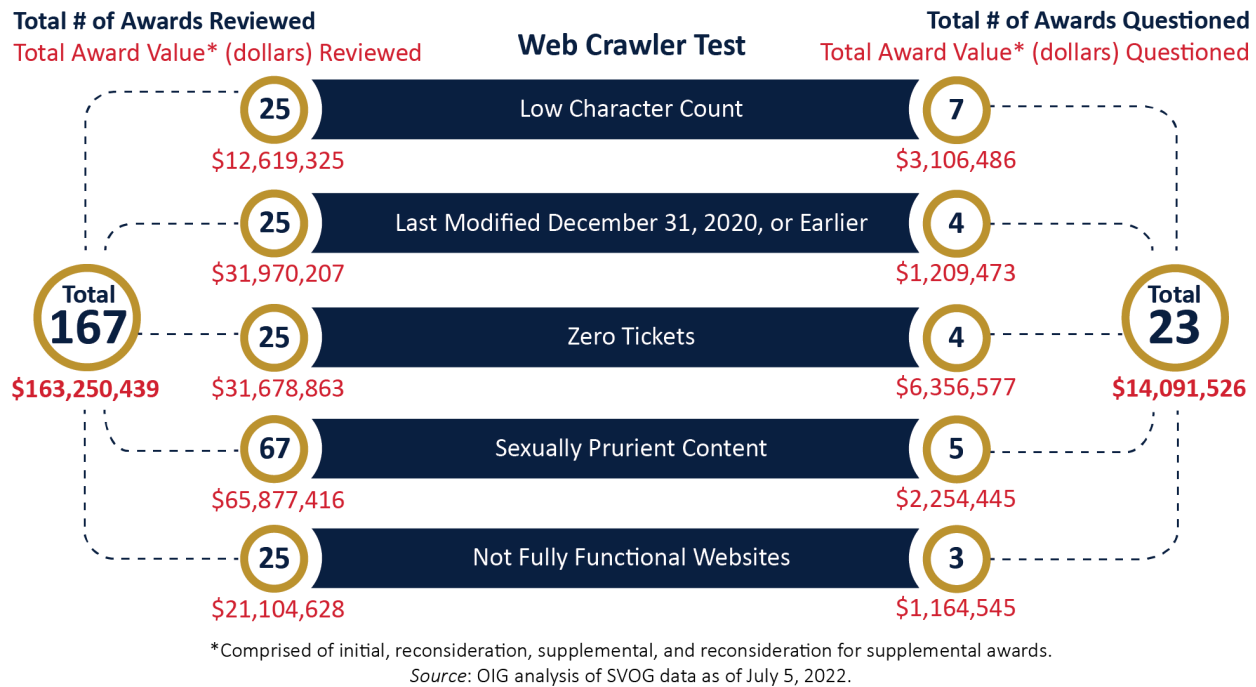 Total # of Awards Reviewed
Total Award Value* (dollars) Reviewed
Web Crawler Test
Total # of Awards Questioned
Total Award Value* (dollars) Questioned
25
Low Character Count
7
$12,619,325
$3,106,486
25
Last Modified December 31, 2020, or Earlier
4
$31,970,207
$1,209,473
Total
167
$163,250,439
25
Zero Tickets
4
$31,678,863
$6,356,577
Total
23
$14,091,526
67
Sexually Prurient Content
5
$65,877,416
$2,254,445
25
Not Fully Functional Websites
3
$21,104,628
$1,164,545
*Comprised of initial, reconsideration, supplemental, and reconsideration for supplemental awards.
Source: OIG analysis of SVOG data as of July 5, 2022.